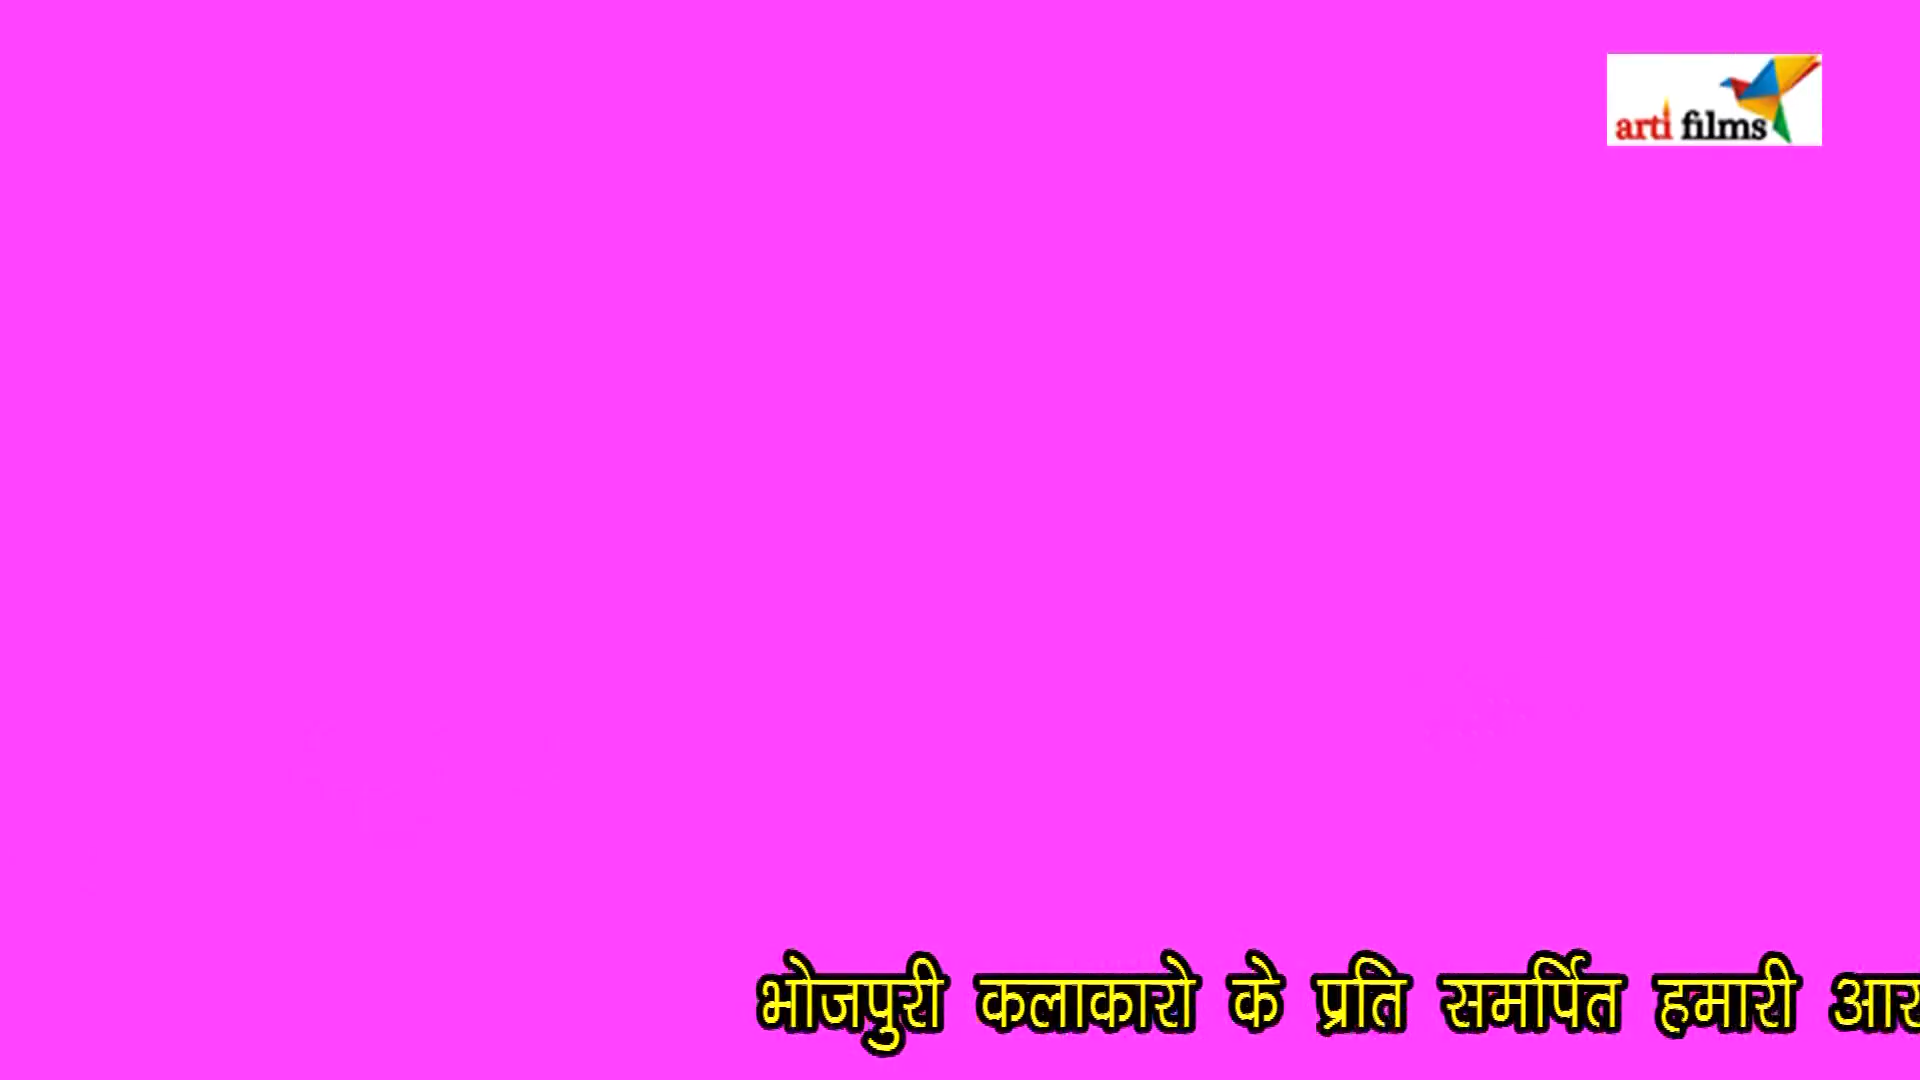 arti films
भोजपुरी कलाकारो के प्रति समर्पित हमारी